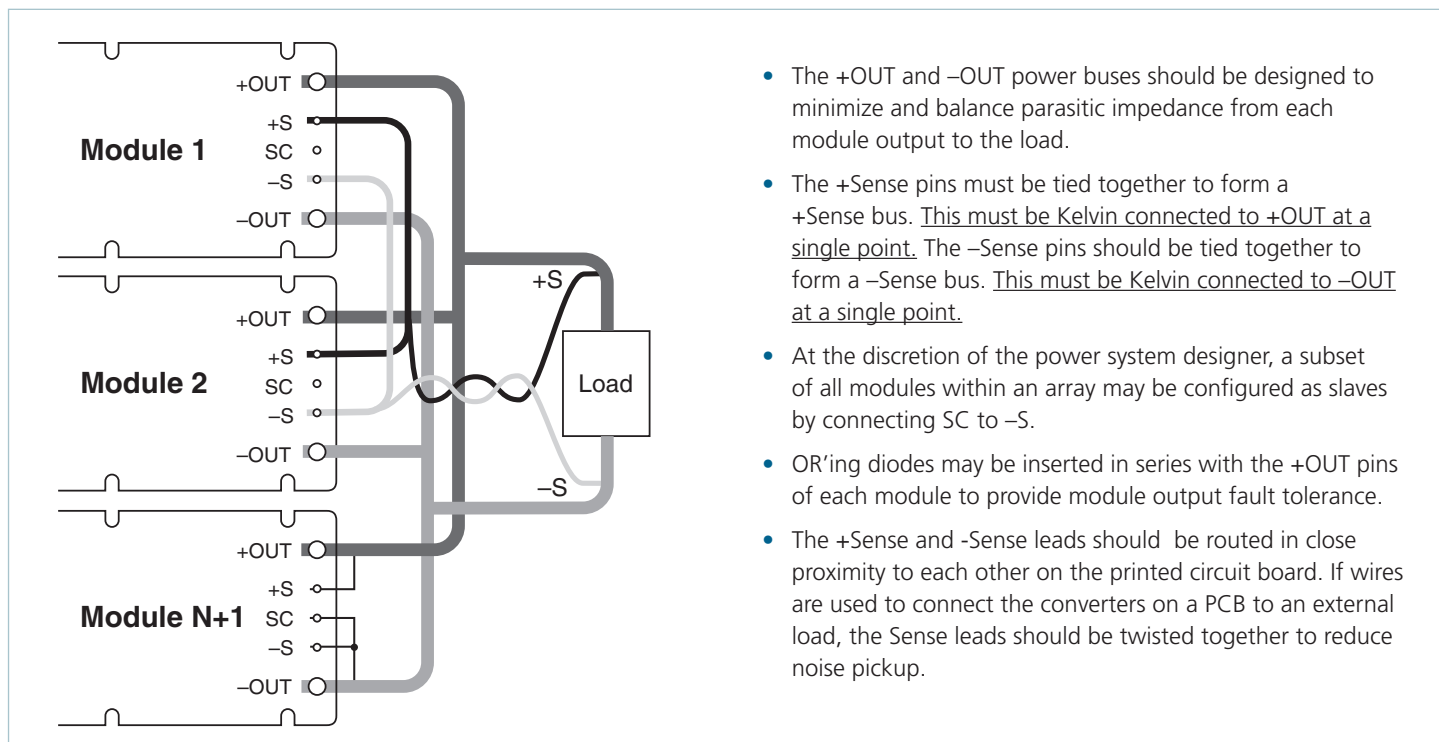 +OUT
+S
Module 1
SC
–S
–OUT
+OUT
+S
Module 2
SC
–S
–OUT
+OUT
+S
Module N+1
SC
–S
–OUT
+S
Load
–S
• The +OUT and –OUT power buses should be designed to
minimize and balance parasitic impedance from each
module output to the load.
• The +Sense pins must be tied together to form a
+Sense bus. This must be Kelvin connected to +OUT at a
single point. The –Sense pins should be tied together to
form a –Sense bus. This must be Kelvin connected to –OUT
at a single point.
• At the discretion of the power system designer, a subset
of all modules within an array may be configured as slaves
by connecting SC to –S.
• OR’ing diodes may be inserted in series with the +OUT pins
of each module to provide module output fault tolerance.
• The +Sense and -Sense leads should be routed in close
proximity to each other on the printed circuit board. If wires
are used to connect the converters on a PCB to an external
load, the Sense leads should be twisted together to reduce
noise pickup.